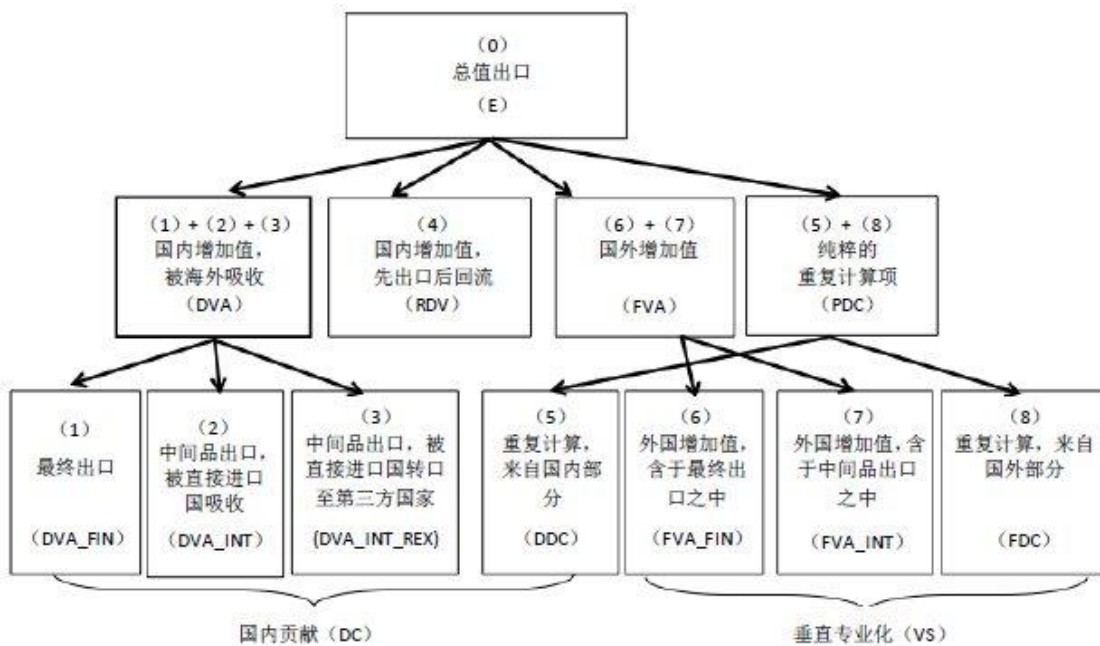 （0）
总值出口
（E）
（1）+（2）+（3）
国内增加值，
被海外吸收
（DVA）
（4）
国内增加值，
先出口后回流
（RDV）
（6）+（7）
国外增加值
（FVA）
（5）+（8）
纯粹的
重复计算项
（PDC）
（1）
最终出口
（DVA_FIN）
（2）
中间品出口，
被直接进口
国吸收
（DVA_INT）
（3）
中间品出口，被
直接进口国转口
至第三方国家
(DVA_INT_REX)
（5）
重复计算，
来自国内部
分
（DDC）
（6）
外国增加值，
含于最终出
口之中
（FVA_FIN）
（7）
外国增加值，含
于中间品出口
之中
（FVA_INT）
（8）
重复计算，来自
国外部分
（FDC）
国内贡献（DC）
垂直专业化（VS）